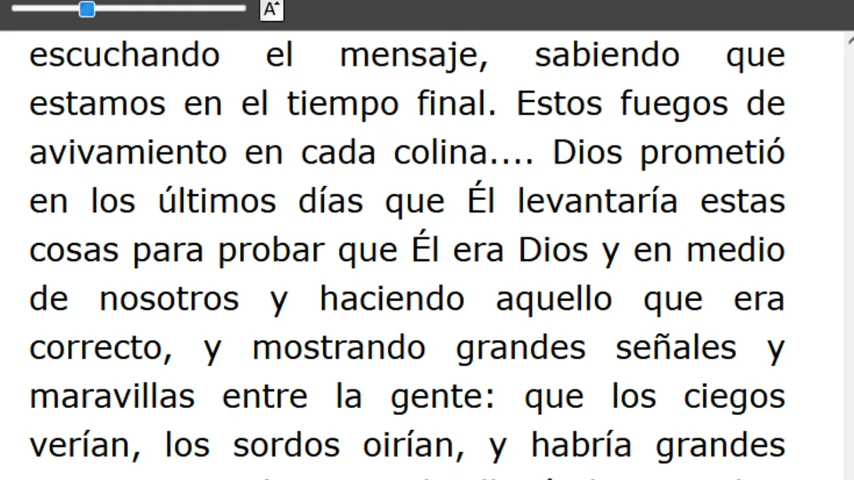 A
escuchando el mensaje, sabiendo que
estamos en el tiempo final. Estos fuegos de
avivamiento en cada colina.... Dios prometió
en los últimos días que Él levantaría estas
cosas para probar que Él era Dios y en medio
de nosotros y haciendo aquello que era
correcto, y mostrando grandes señales y
maravillas entre la gente: que los ciegos
verían, los sordos oirían, y habría grandes